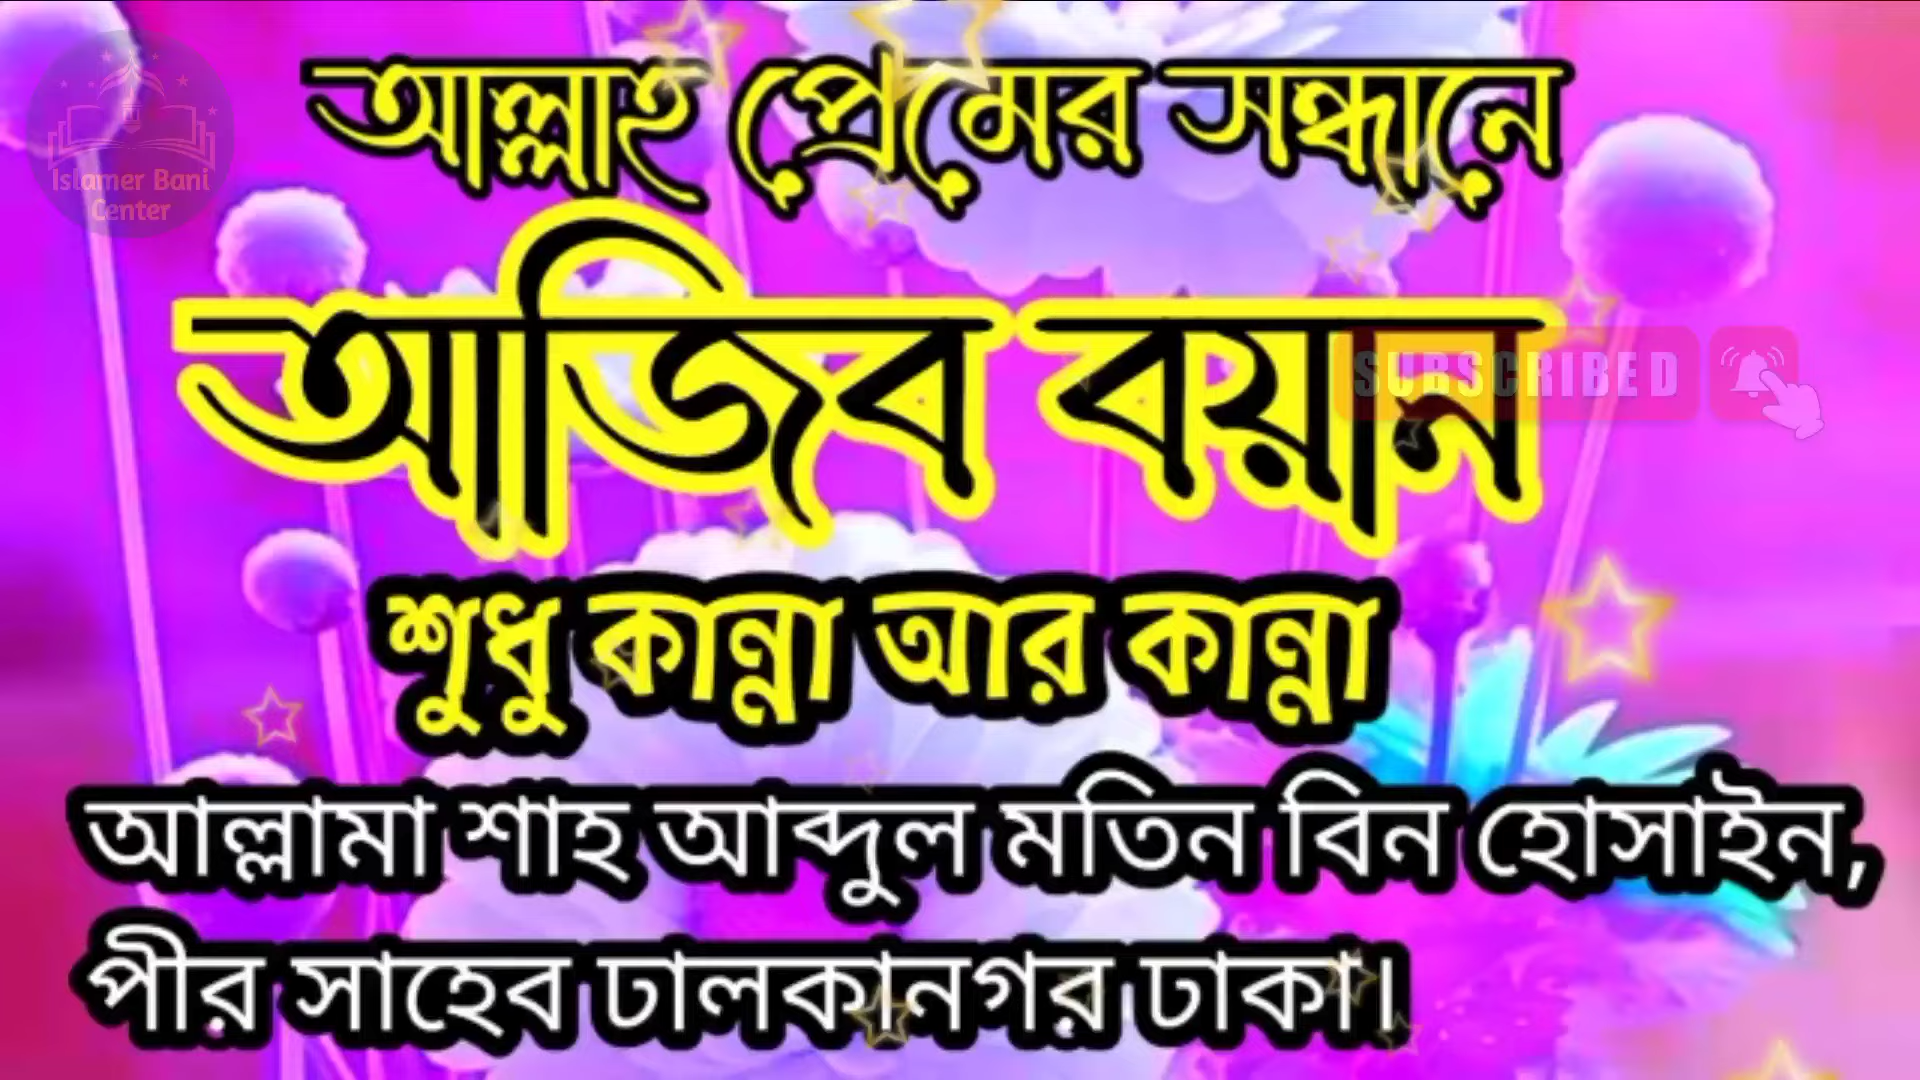 Islamer Bani
Center
আল্লাহ প্রেমের সন্ধানে
আজিব বয়ান
SUBSCRIBED
শুধু কান্না আর কান্না
আল্লামা শাহ আব্দুল মতিন বিন হোসাইন,
পীর সাহেব ঢালকানগর ঢাকা।